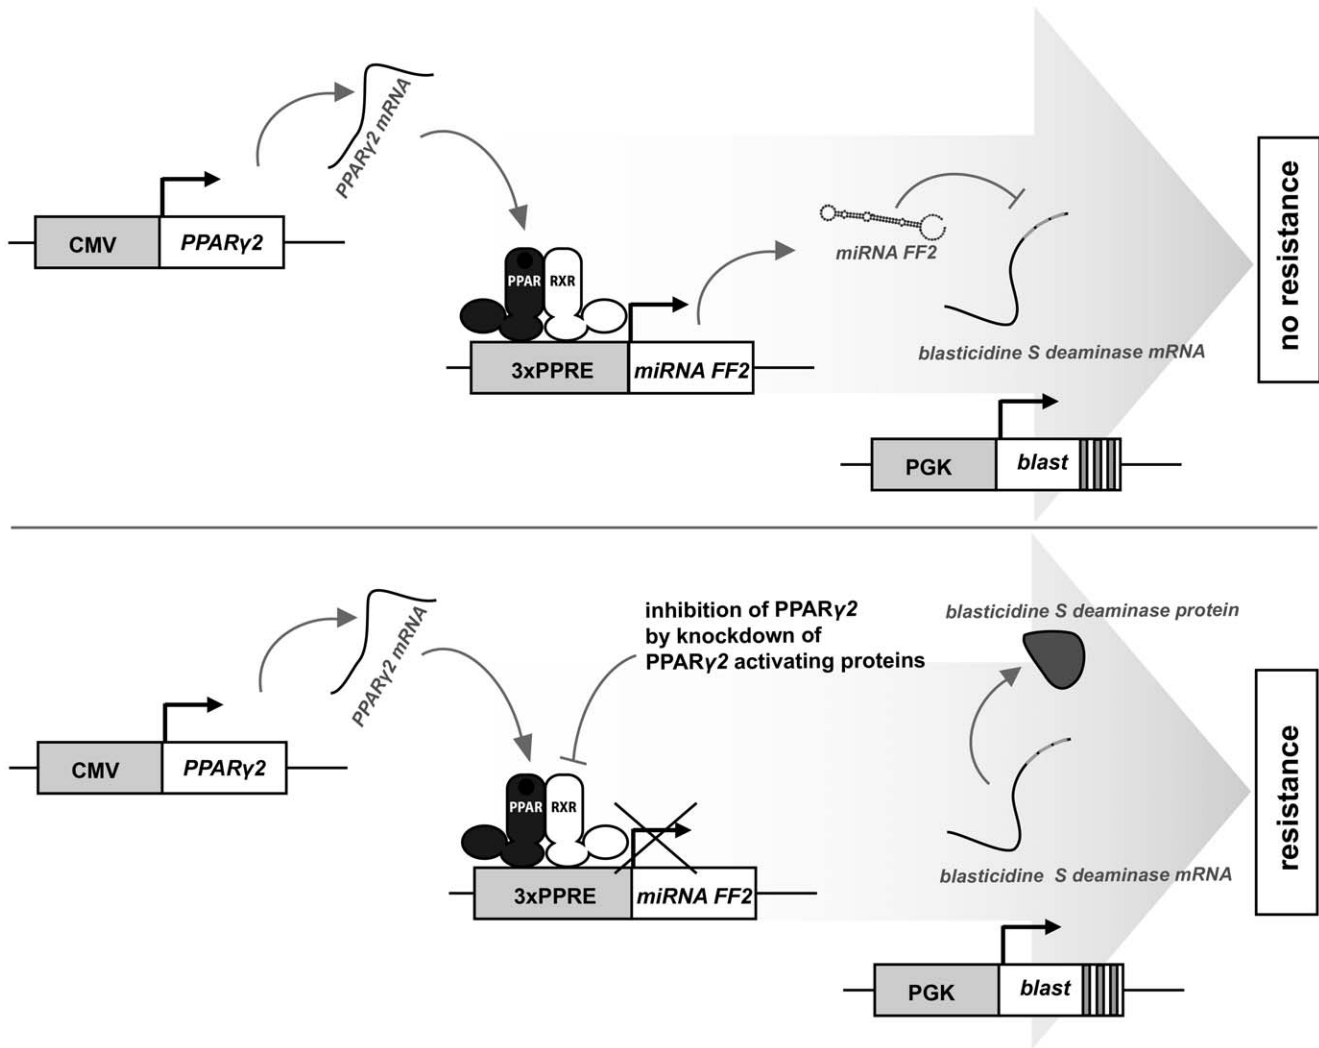 PPARγ2 mRNA
CMV
PPARγ2
PPAR
RXR
3xPPRE
miRNA FF2
miRNA FF2
blasticidine S deaminase mRNA
PGK
blast
no resistance
PPARγ2 mRNA
CMV
PPARγ2
inhibition of PPARγ2
by knockdown of
PPARγ2 activating proteins
PPAR
RXR
3xPPRE
miRNA FF2
blasticidine S deaminase protein
blasticidine S deaminase mRNA
PGK
blast
resistance